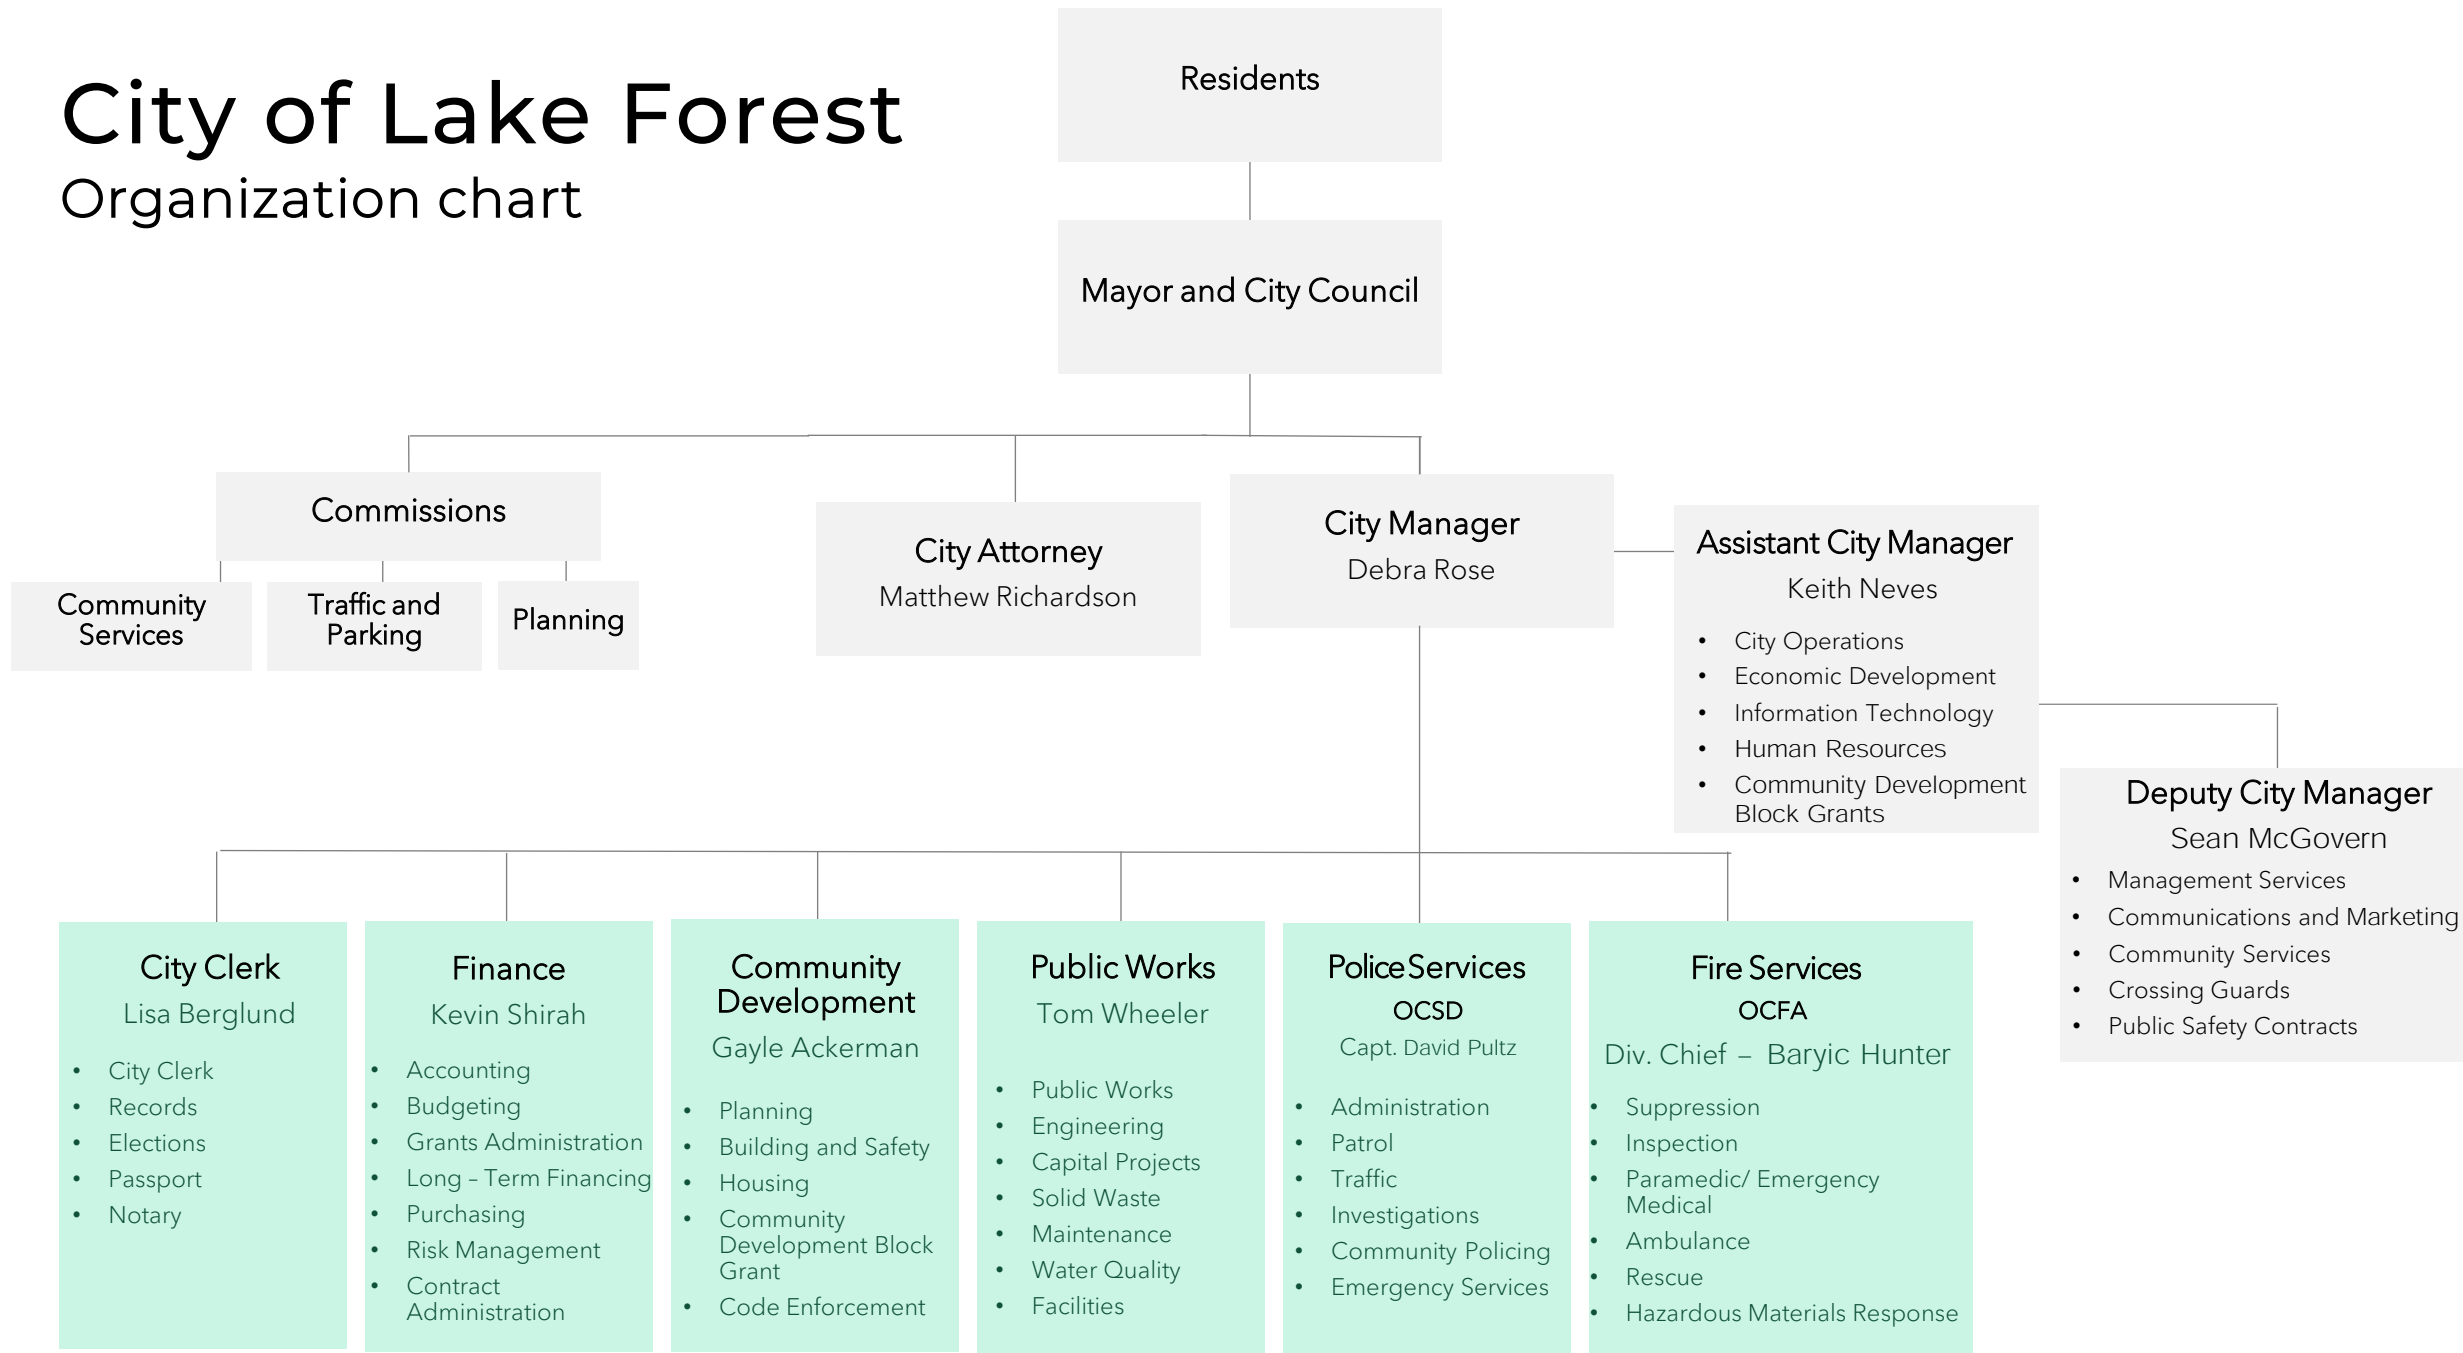 City of Lake Forest
Organization chart
Residents
Mayor and City Council
Commissions
Community
Services
Traffic and
Parking
Planning
City Attorney
Matthew Richardson
City Manager
Debra Rose
Assistant City Manager
Keith Neves
• City Operations
• Economic Development
• Information Technology
• Human Resources
• Community Development
Block Grants
Deputy City Manager
Sean McGovern
• Management Services
• Communications and Marketing
• Community Services
• Crossing Guards
• Public Safety Contracts
City Clerk
Lisa Berglund
• City Clerk
• Records
• Elections
• Passport
• Notary
Finance
Kevin Shirah
• Accounting
• Budgeting
• Grants Administration
• Long – Term Financing
• Purchasing
• Risk Management
• Contract
Administration
Community
Development
Gayle Ackerman
• Planning
• Building and Safety
• Housing
• Community
Development Block
Grant
• Code Enforcement
Public Works
Tom Wheeler
• Public Works
• Engineering
• Capital Projects
• Solid Waste
• Maintenance
• Water Quality
• Facilities
Police Services
OCSD
Capt. David Pultz
• Administration
• Patrol
• Traffic
• Investigations
• Community Policing
• Emergency Services
Fire Services
OCFA
Div. Chief – Baryic Hunter
• Suppression
• Inspection
• Paramedic/ Emergency
Medical
• Ambulance
• Rescue
• Hazardous Materials Response